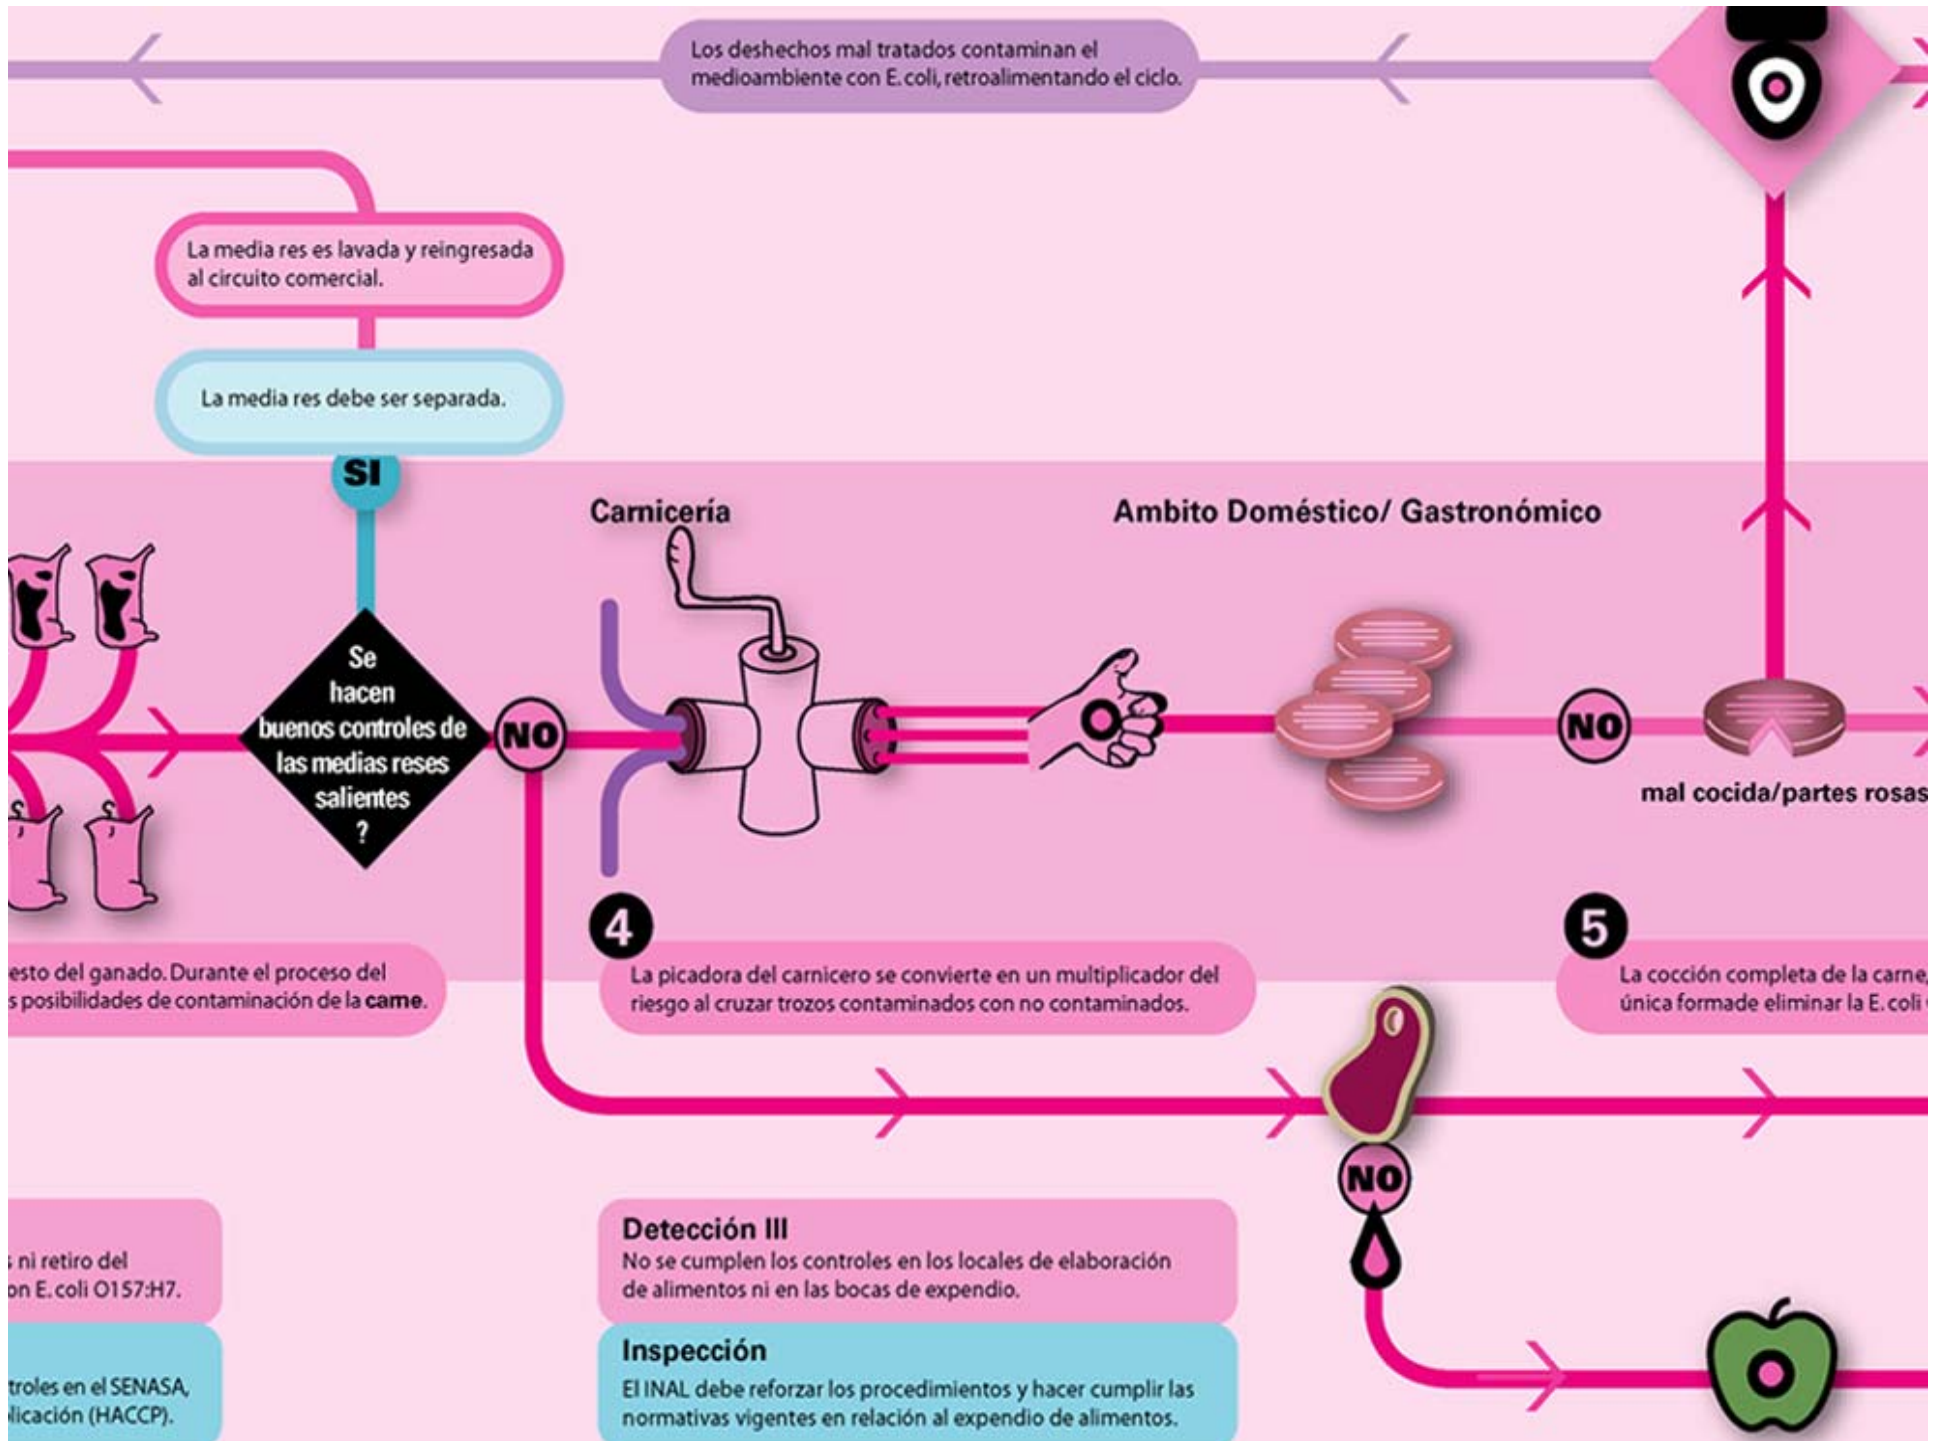 Los deshechos mal tratados contaminan el
medioambiente con E. coli, retroalimentando el ciclo.
La media res es lavada y reingresada
al circuito comercial.
La media res debe ser separada.
SI
Carnicería
Ambito Doméstico/ Gastronómico
Se
hacen
buenos controles de
las medias reses
salientes
?
NO
NO
mal cocida/partes rosas
4
5
esto del ganado. Durante el proceso del
s posibilidades de contaminación de la carne.
La picadora del carnicero se convierte en un multiplicador del
riesgo al cruzar trozos contaminados con no contaminados.
La cocción completa de la carne,
única formade eliminar la E. coli
NO
s ni retiro del
on E. coli O157:H7.
Detección III
No se cumplen los controles en los locales de elaboración
de alimentos ni en las bocas de expendio.
troles en el SENASA,
licación (HACCP).
Inspección
El INAL debe reforzar los procedimientos y hacer cumplir las
normativas vigentes en relación al expendio de alimentos.